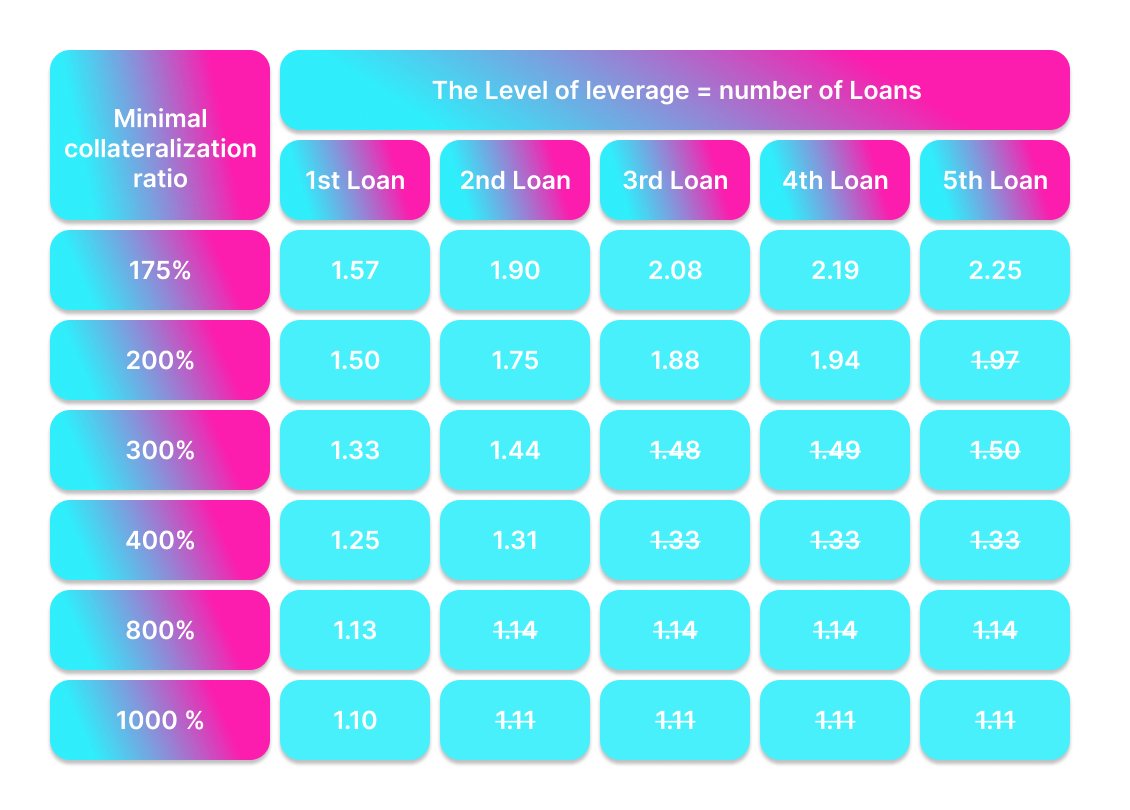 Minimal
collateralization
ratio
The Level of leverage = number of Loans
1st Loan 2nd Loan 3rd Loan 4th Loan 5th Loan
175% 1.57 1.90 2.08 2.19 2.25
200% 1.50 1.75 1.88 1.94 1.97
300% 1.33 1.44 1.48 1.49 1.50
400% 1.25 1.31 1.33 1.33 1.33
800% 1.13 1.14 1.14 1.14 1.14
1000 % 1.10 1.11 1.11 1.11 1.11